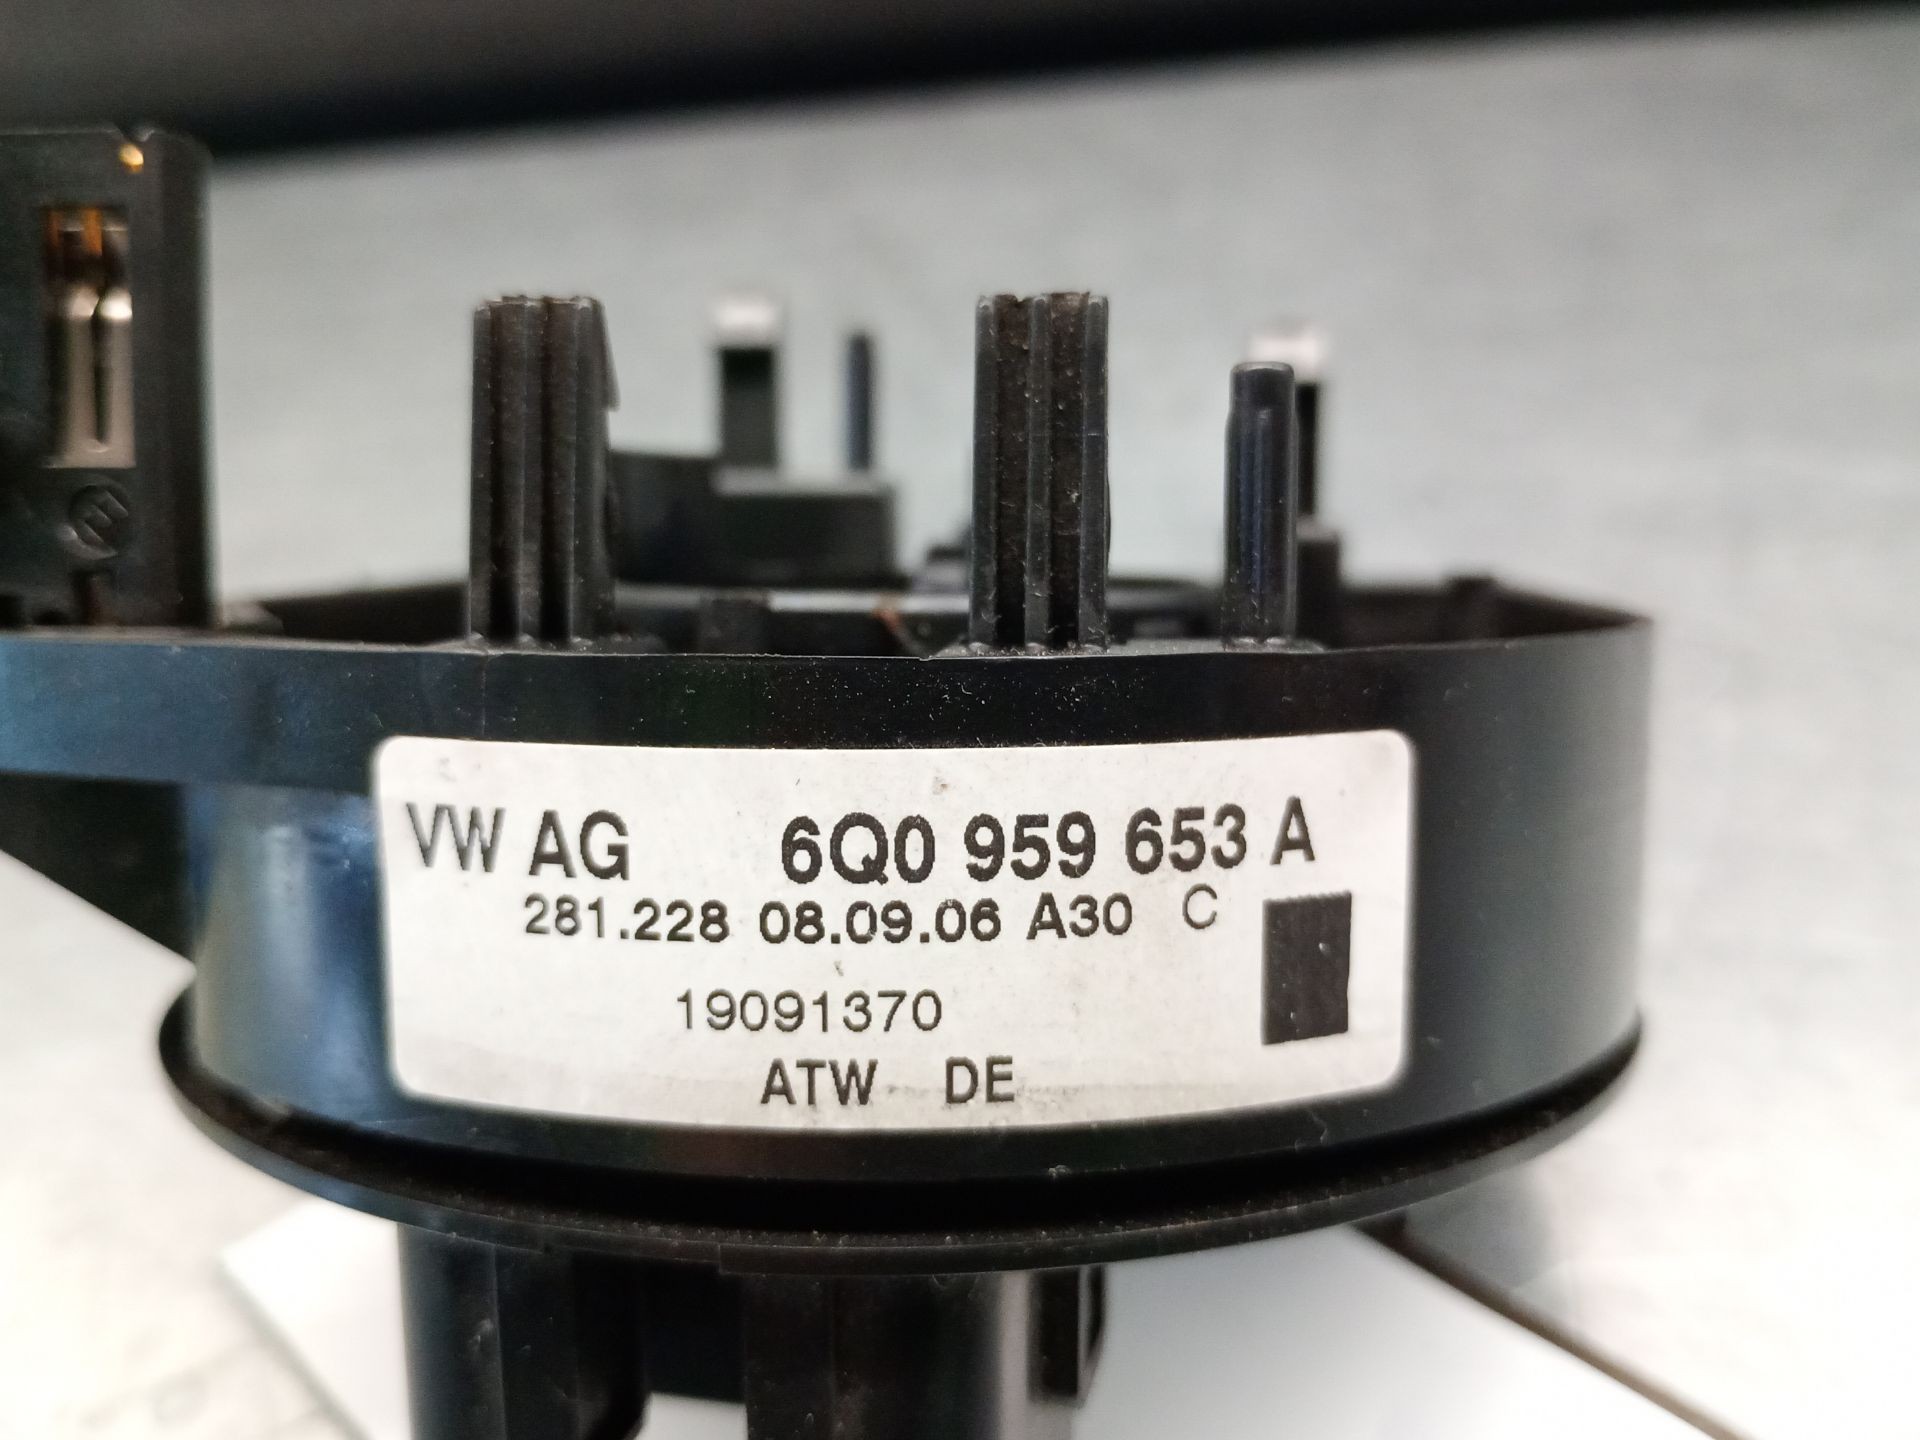 VW AG 6Q0 959 653 A
281.228 08.09.06 A30 C
19091370
ATW DE